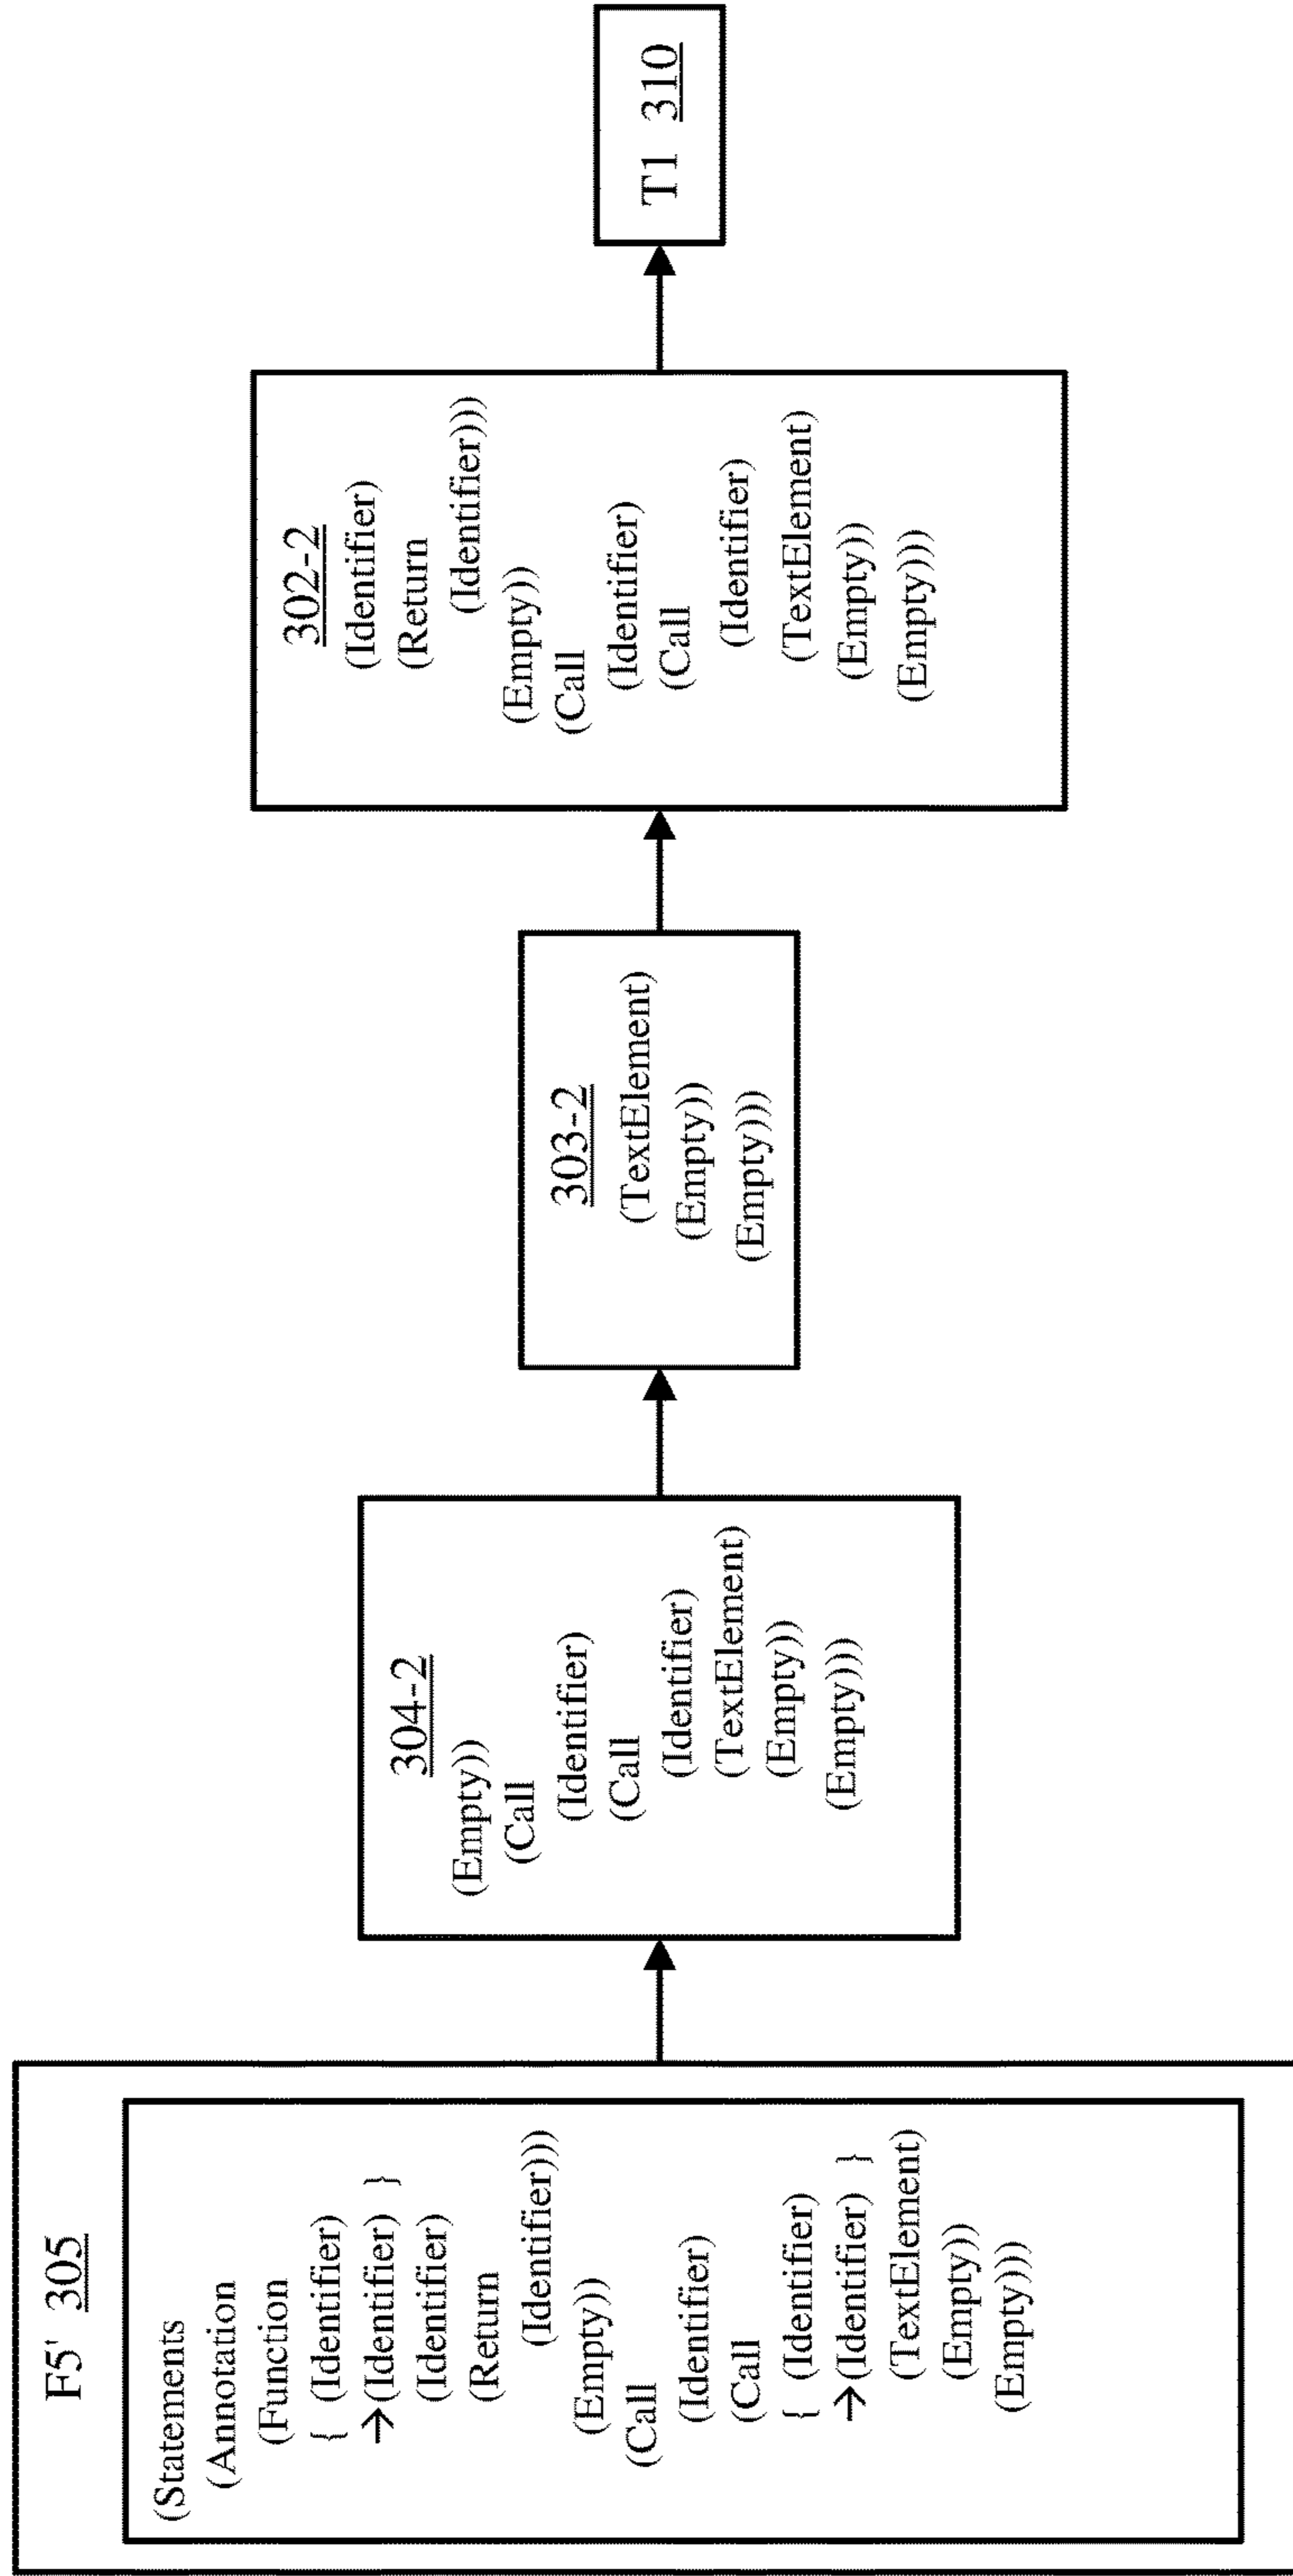 F5' 305
(Statements
(Annotation
(Function
{ (Identifier)
→(Identifier) }
(Identifier)
(Return
(Identifier)))
(Empty))
(Call
(Identifier)
(Call
{ (Identifier)
→(Identifier) }
(TextElement)
(Empty))
(Empty)))
304-2
(Empty))
(Call
(Identifier)
(Call
(Identifier)
(TextElement)
(Empty))
(Empty)))
303-2
(TextElement)
(Empty))
(Empty)))
302-2
(Identifier)
(Return
(Identifier)))
(Empty))
(Call
(Identifier)
(Call
(Identifier)
(TextElement)
(Empty))
(Empty)))
T1 310